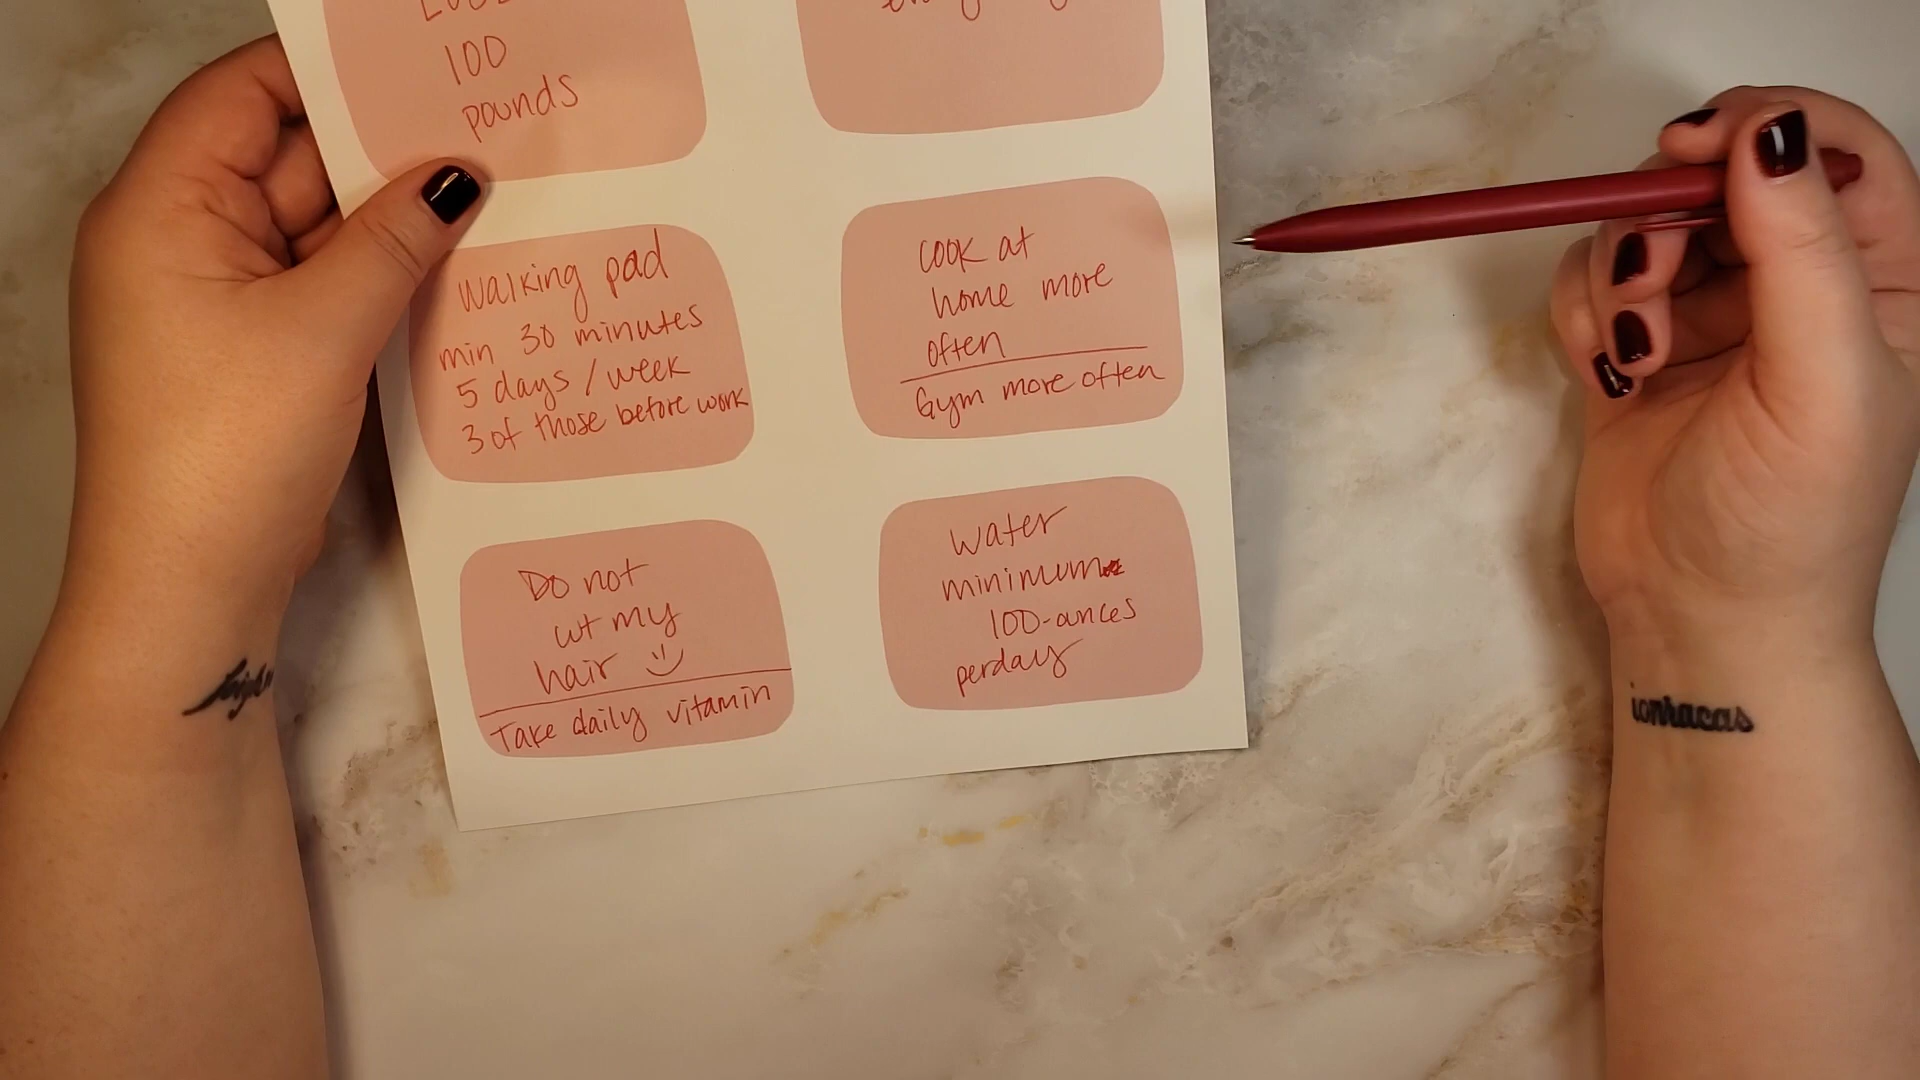 100
pounds
Walking pad
min 30 minutes
5 days / week
3 of those before work
cook at
home more
often
Gym more often
Do not
cut my
hair
Take daily vitamin
Water
minimum
100-ounces
perday
ionracas